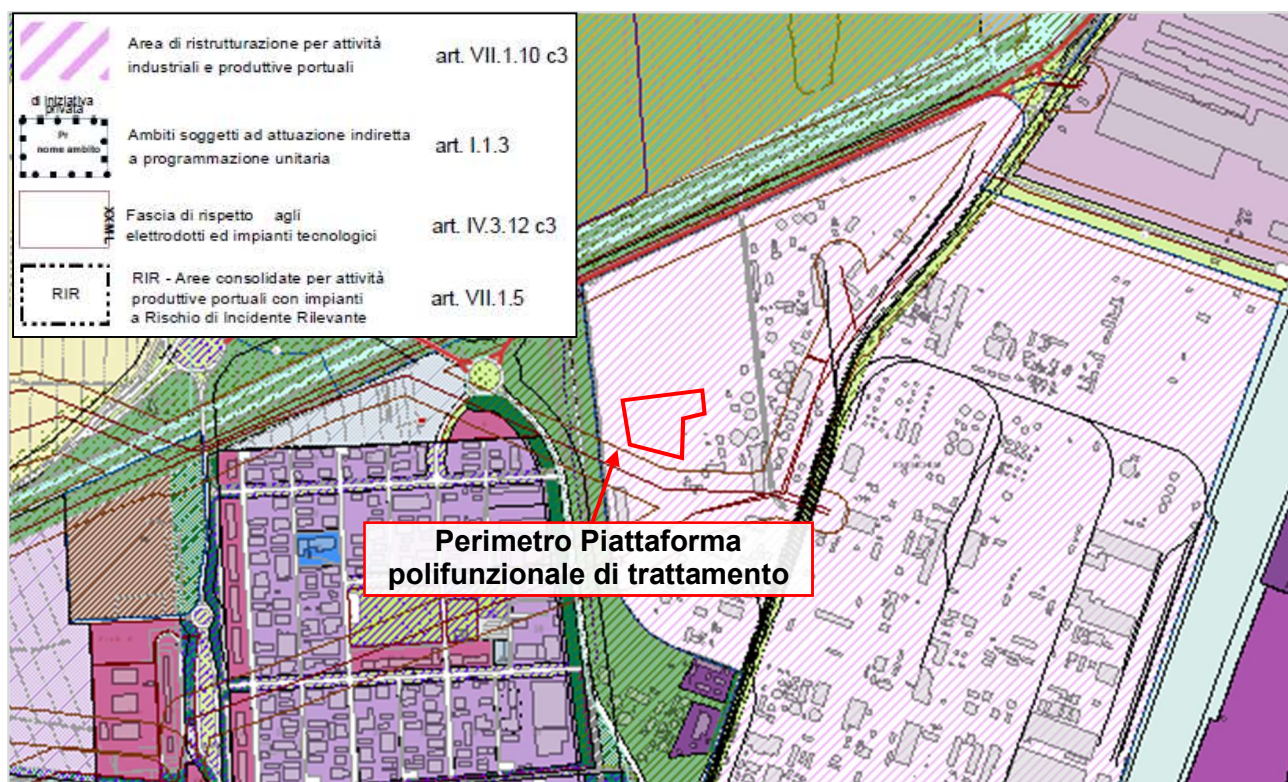 Area di ristrutturazione per attività
industriali e produttive portuali
art. VII.1.10 c3
di iniziativa
privata
Pr
nome ambito
Ambiti soggetti ad attuazione indiretta
a programmazione unitaria
art. I.1.3
Fascia di rispetto agli
elettrodotti ed impianti tecnologici
art. IV.3.12 c3
RIR
RIR - Aree consolidate per attività
produttive portuali con impianti
a Rischio di Incidente Rilevante
art. VII.1.5
Perimetro Piattaforma
polifunzionale di trattamento